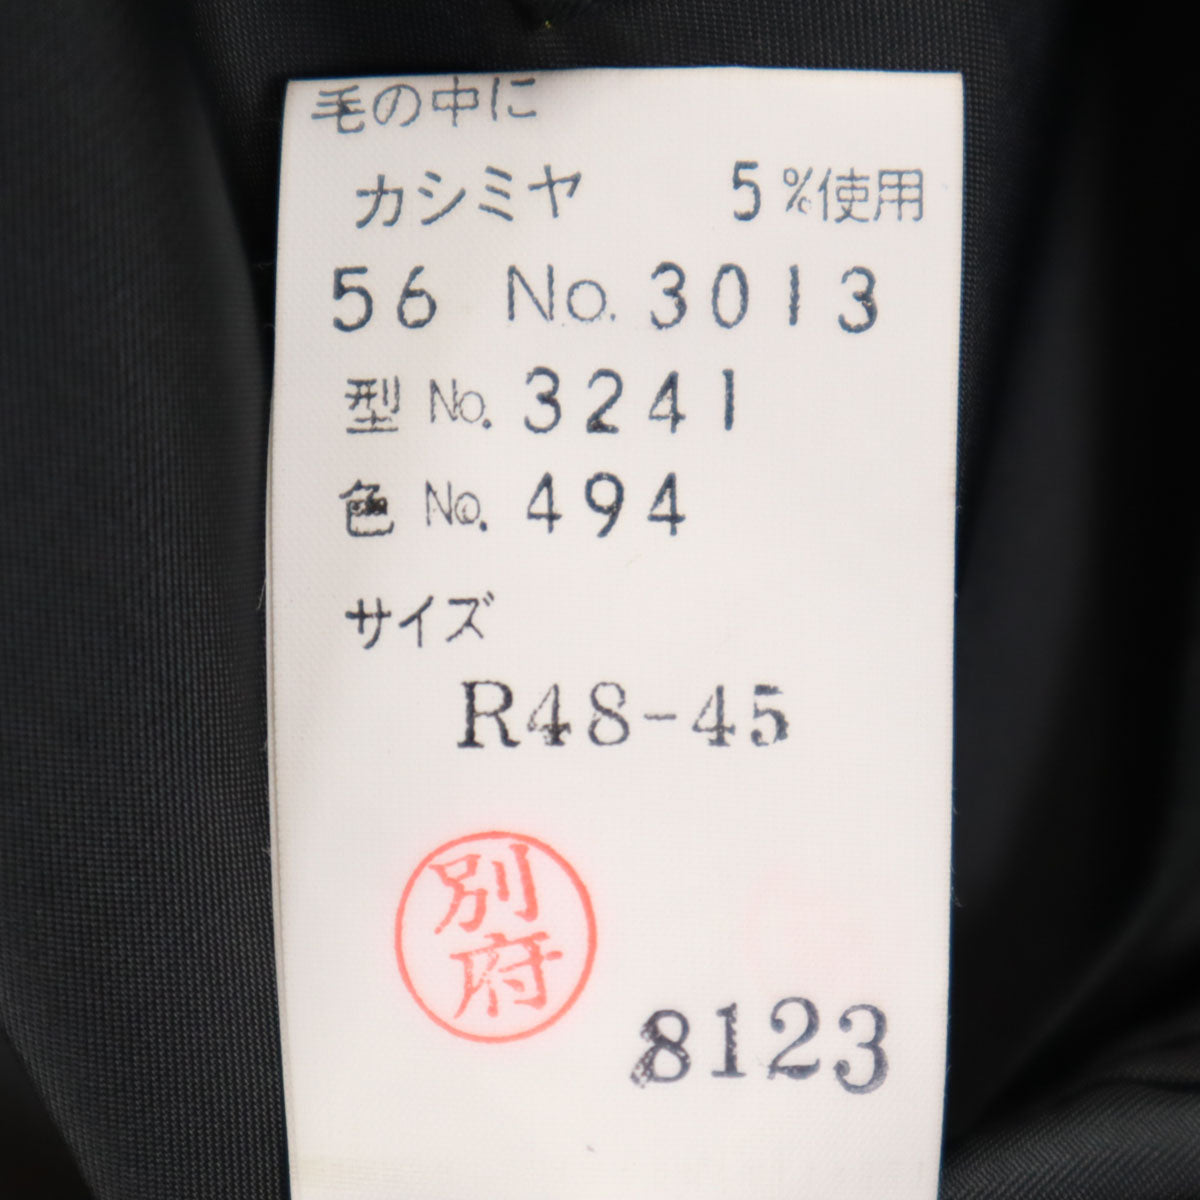 毛の中に
カシミヤ 5%使用
56 No. 3013
型 No. 3241
色 No. 494
サイズ
R48-45
別府
8123